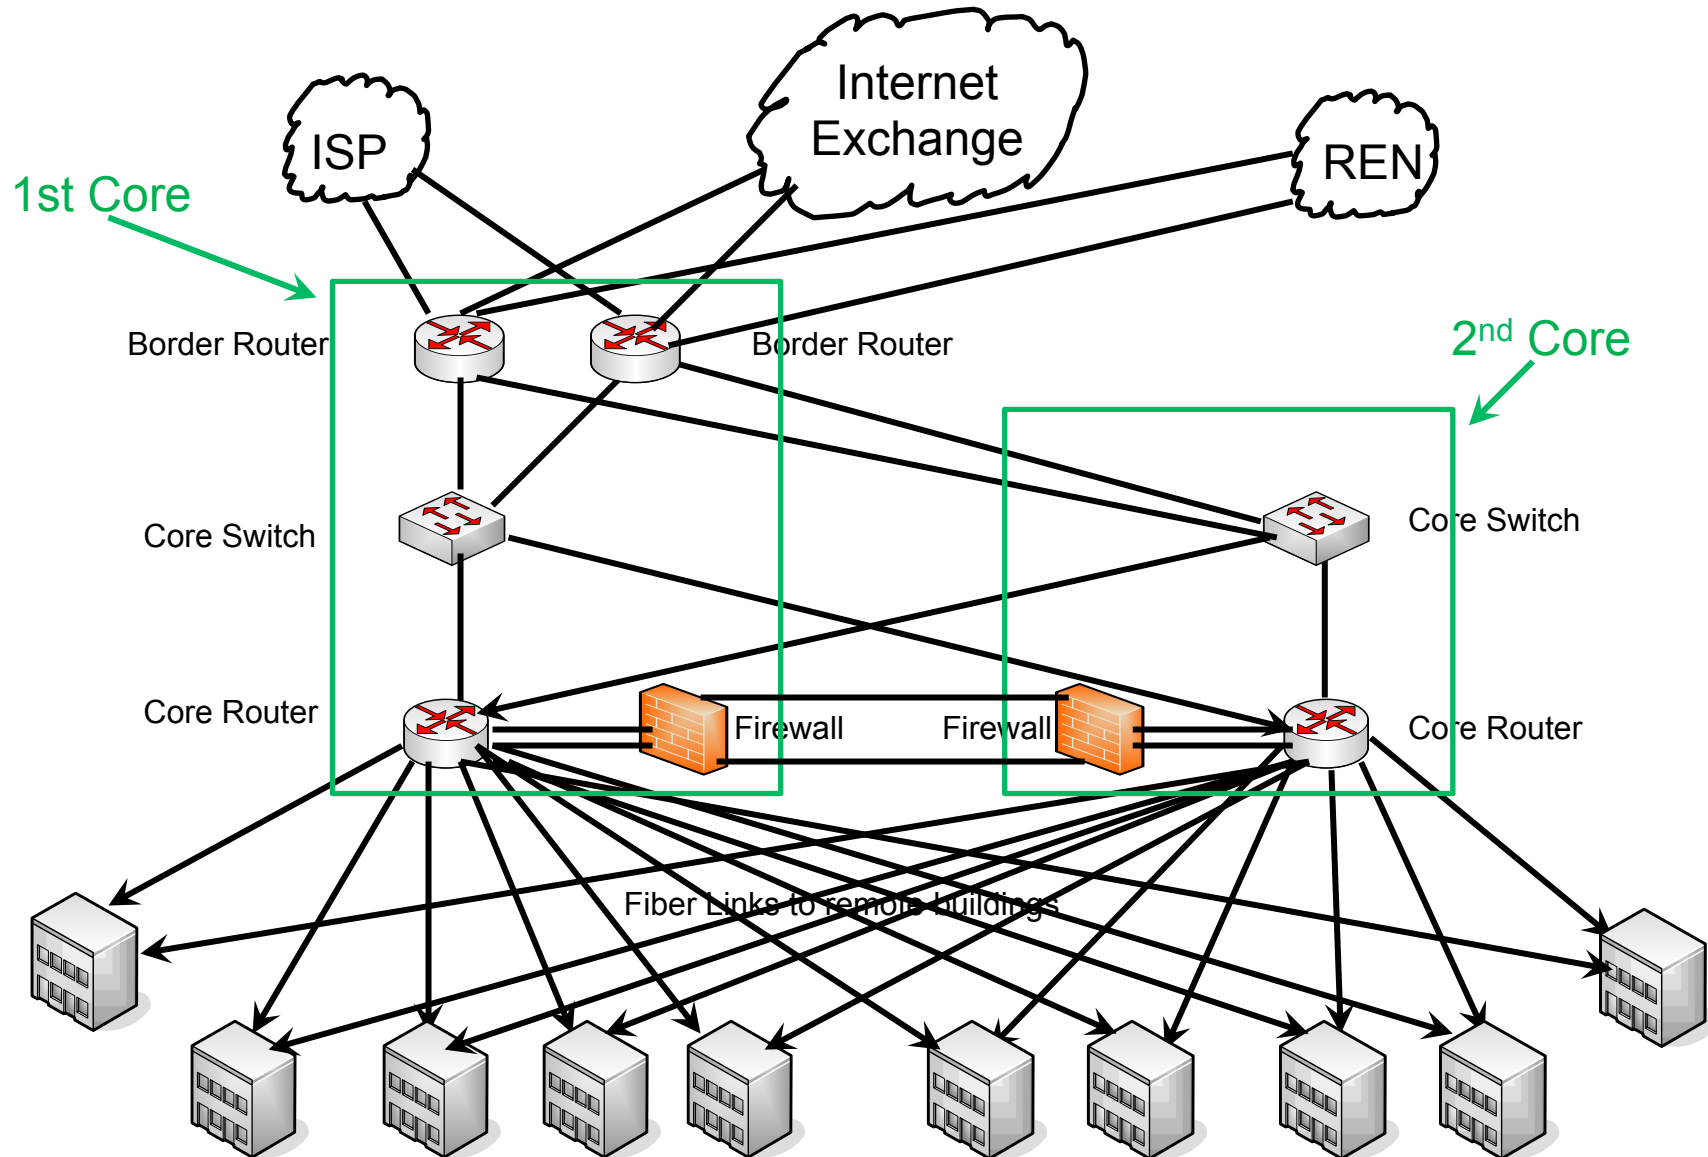 Internet
Exchange
ISP
REN
1st Core
Border Router
Border Router
2nd Core
Core Switch
Core Switch
Core Router
Firewall
Firewall
Core Router
Fiber Links to remote buildings